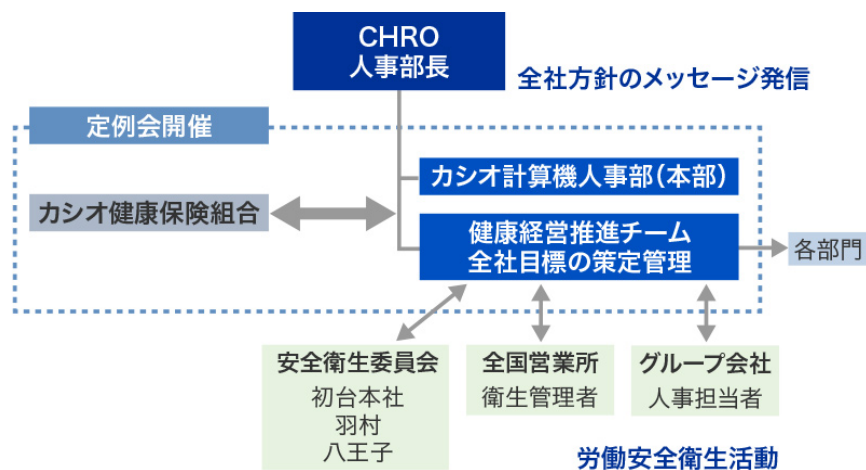 CHRO
人事部長
全社方針のメッセージ発信
定例会開催
カシオ計算機人事部(本部)
カシオ健康保険組合
健康経営推進チーム
全社目標の策定管理
各部門
安全衛生委員会
初台本社
羽村
八王子
全国営業所
衛生管理者
グループ会社
人事担当者
労働安全衛生活動